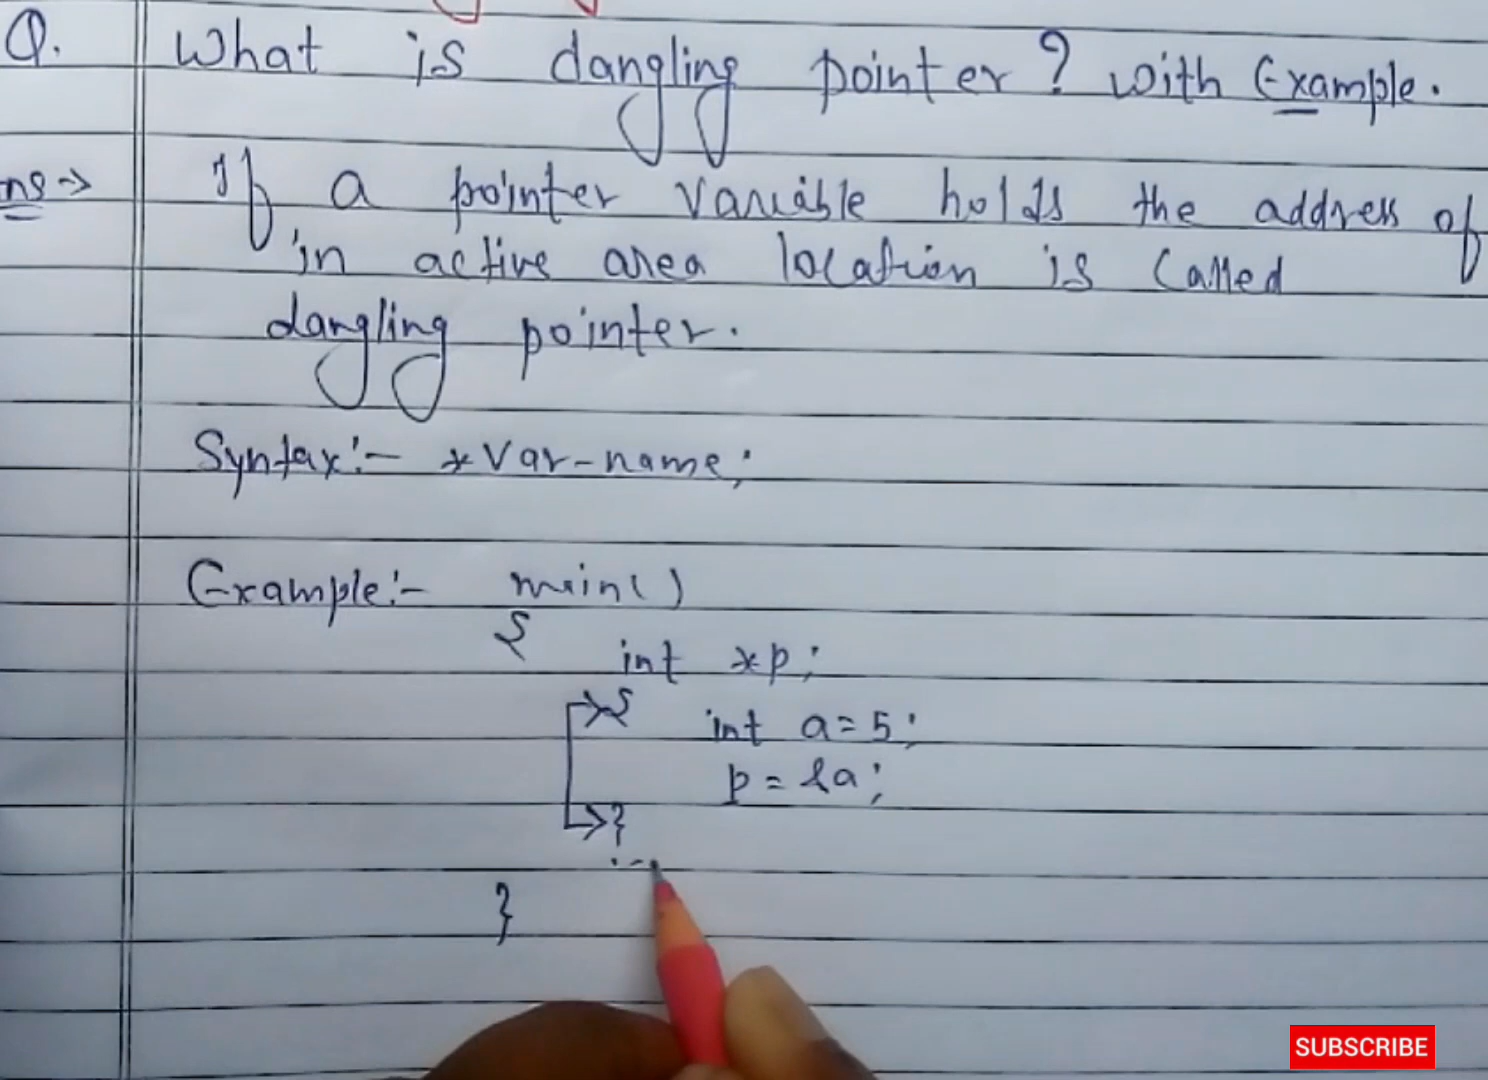 Q. What is dangling pointer? with Example.
ns → If a pointer variable holds the address of
in active area location is called
dangling pointer.
Syntax:- *var-name;
Example:- main()
{
int *p;
{ int a=5;
p=&a;
}
}
SUBSCRIBE